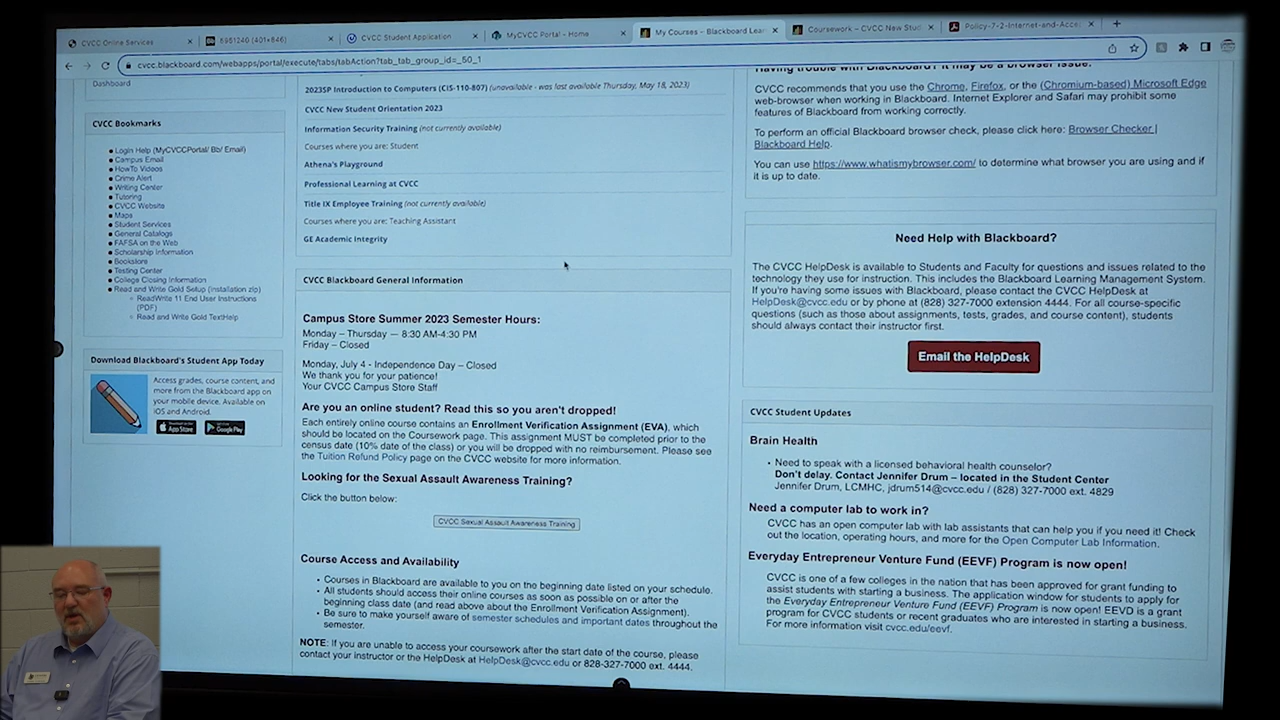 CVCC Online Services
8951240 (401×846)
CVCC Student Application
MyCVCC Portal - Home
My Courses – Blackboard Lear
Coursework – CVCC New Stud
Policy-7-2-Internet-and-Acce
cvcc.blackboard.com/webapps/portal/execute/tabs/tabAction?tab_tab_group_id=_50_1
Dashboard
CVCC Bookmarks
Login Help (MyCVCCPortal/ Bb/ Email)
Campus Email
HowTo Videos
Crime Alert
Writing Center
Tutoring
CVCC Website
Maps
Student Services
General Catalogs
FAFSA on the Web
Scholarship Information
Bookstore
Testing Center
College Closing Information
Read and Write Gold Setup (installation zip)
ReadWrite 11 End User Instructions
(PDF)
Read and Write Gold TextHelp
Download Blackboard's Student App Today
Access grades, course content, and
more from the Blackboard app on
your mobile device. Available on
iOS and Android.
App Store
Google Play
2023SP Introduction to Computers (CIS-110-807) (unavailable - was last available Thursday, May 18, 2023)
CVCC New Student Orientation 2023
Information Security Training (not currently available)
Courses where you are: Student
Athena's Playground
Professional Learning at CVCC
Title IX Employee Training (not currently available)
Courses where you are: Teaching Assistant
GE Academic Integrity
CVCC Blackboard General Information
Campus Store Summer 2023 Semester Hours:
Monday – Thursday — 8:30 AM-4:30 PM
Friday – Closed
Monday, July 4 - Independence Day – Closed
We thank you for your patience!
Your CVCC Campus Store Staff
Are you an online student? Read this so you aren't dropped!
Each entirely online course contains an Enrollment Verification Assignment (EVA), which
should be located on the Coursework page. This assignment MUST be completed prior to the
census date (10% date of the class) or you will be dropped with no reimbursement. Please see
the Tuition Refund Policy page on the CVCC website for more information.
Looking for the Sexual Assault Awareness Training?
Click the button below:
CVCC Sexual Assault Awareness Training
Course Access and Availability
Courses in Blackboard are available to you on the beginning date listed on your schedule.
All students should access their online courses as soon as possible on or after the
beginning class date (and read above about the Enrollment Verification Assignment).
Be sure to make yourself aware of semester schedules and important dates throughout the
semester.
NOTE: If you are unable to access your coursework after the start date of the course, please
contact your instructor or the HelpDesk at HelpDesk@cvcc.edu or 828-327-7000 ext. 4444.
Having trouble with Blackboard? It may be a browser issue.
CVCC recommends that you use the Chrome, Firefox, or the (Chromium-based) Microsoft Edge
web-browser when working in Blackboard. Internet Explorer and Safari may prohibit some
features of Blackboard from working correctly.
To perform an official Blackboard browser check, please click here: Browser Checker |
Blackboard Help.
You can use https://www.whatismybrowser.com/ to determine what browser you are using and if
it is up to date.
Need Help with Blackboard?
The CVCC HelpDesk is available to Students and Faculty for questions and issues related to the
technology they use for instruction. This includes the Blackboard Learning Management System.
If you're having some issues with Blackboard, please contact the CVCC HelpDesk at
HelpDesk@cvcc.edu or by phone at (828) 327-7000 extension 4444. For all course-specific
questions (such as those about assignments, tests, grades, and course content), students
should always contact their instructor first.
Email the HelpDesk
CVCC Student Updates
Brain Health
Need to speak with a licensed behavioral health counselor?
Don't delay. Contact Jennifer Drum – located in the Student Center
Jennifer Drum, LCMHC, jdrum514@cvcc.edu / (828) 327-7000 ext. 4829
Need a computer lab to work in?
CVCC has an open computer lab with lab assistants that can help you if you need it! Check
out the location, operating hours, and more for the Open Computer Lab Information.
Everyday Entrepreneur Venture Fund (EEVF) Program is now open!
CVCC is one of a few colleges in the nation that has been approved for grant funding to
assist students with starting a business. The application window for students to apply for
the Everyday Entrepreneur Venture Fund (EEVF) Program is now open! EEVD is a grant
program for CVCC students or recent graduates who are interested in starting a business.
For more information visit cvcc.edu/eevf.